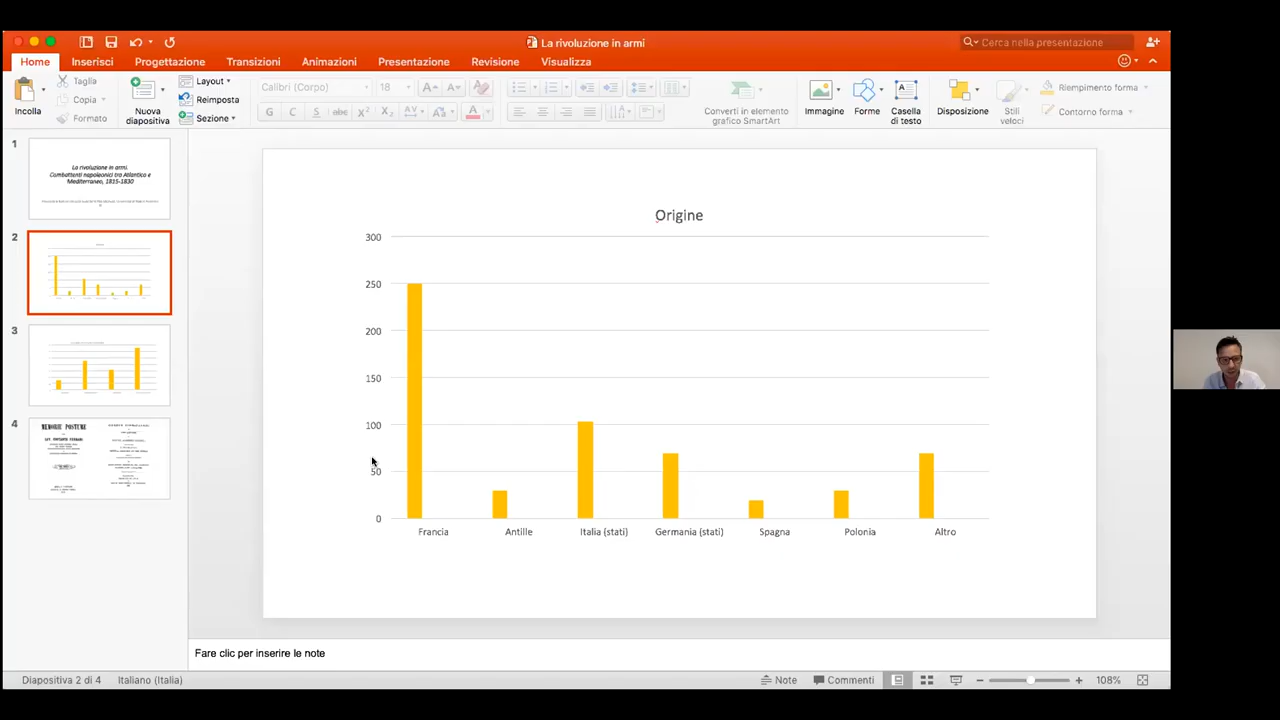 La rivoluzione in armi
Cerca nella presentazione
Home Inserisci Progettazione Transizioni Animazioni Presentazione Revisione Visualizza
Incolla
Taglia
Copia
Formato
Nuova
diapositiva
Layout
Reimposta
Sezione
Calibri (Corpo) 18
Converti in elemento
grafico SmartArt
Immagine
Forme
Casella
di testo
Disposizione
Stili
veloci
Riempimento forma
Contorno forma
1
La rivoluzione in armi.
Combattenti napoleonici tra Atlantico e
Mediterraneo, 1815-1830
2
3
4
MEMORIE POSTUME
Origine
300
250
200
150
100
50
0
Francia Antille Italia (stati) Germania (stati) Spagna Polonia Altro
Fare clic per inserire le note
Diapositiva 2 di 4 Italiano (Italia) Note Commenti 108%